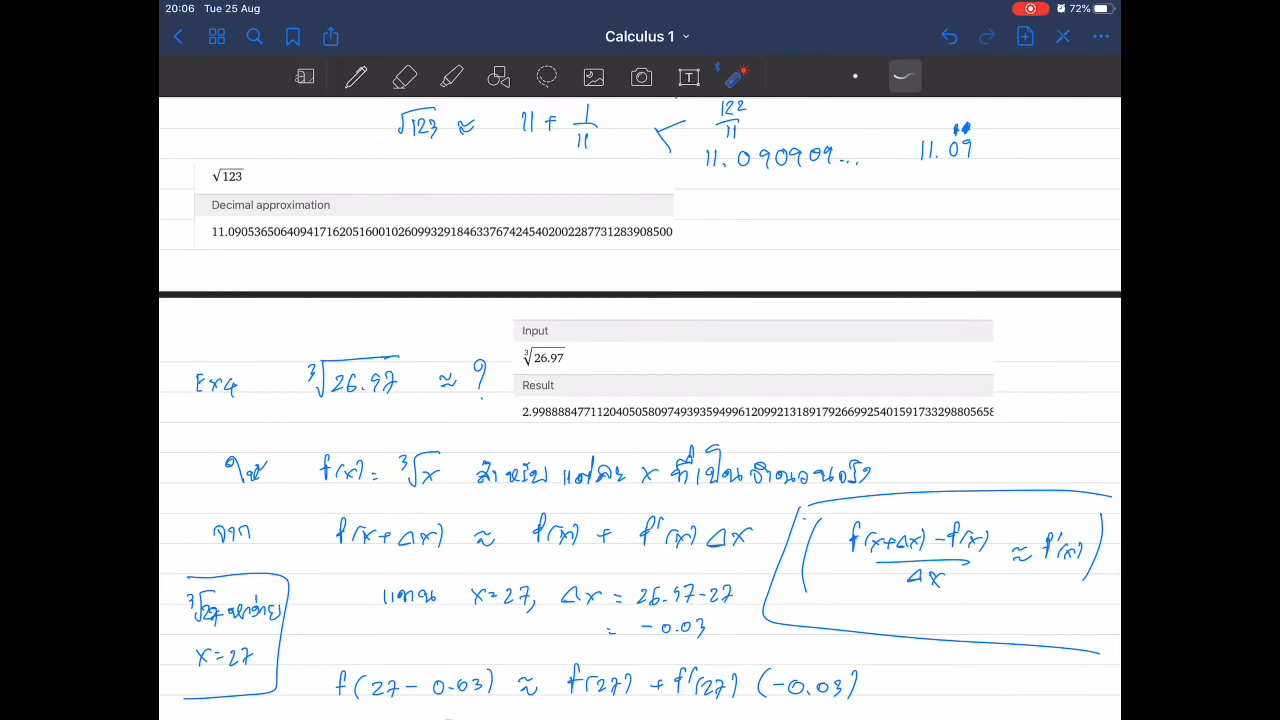 20:06 Tue 25 Aug 72%
Calculus 1
√123 ≈ 11 + 1/11
122/11
11.090909...
11.09
√123
Decimal approximation
11.0905365064094171620516001026099329184633767424540200228773128390850​0
Input
∛26.97
Result
2.99888847711204050580974939359499612099213189179266992540159173329880565​8
Ex4 ∛26.97 ≈ ?
ให้ f(x) = ∛x สำหรับแต่ละ x ที่เป็นจำนวนจริง
จาก f(x+Δx) ≈ f(x) + f'(x) Δx
( (f(x+Δx) - f(x))/Δx ≈ f'(x) )
แทน x=27, Δx = 26.97-27
= -0.03
∛27 หาง่าย
x=27
f(27 - 0.03) ≈ f(27) + f'(27) (-0.03)